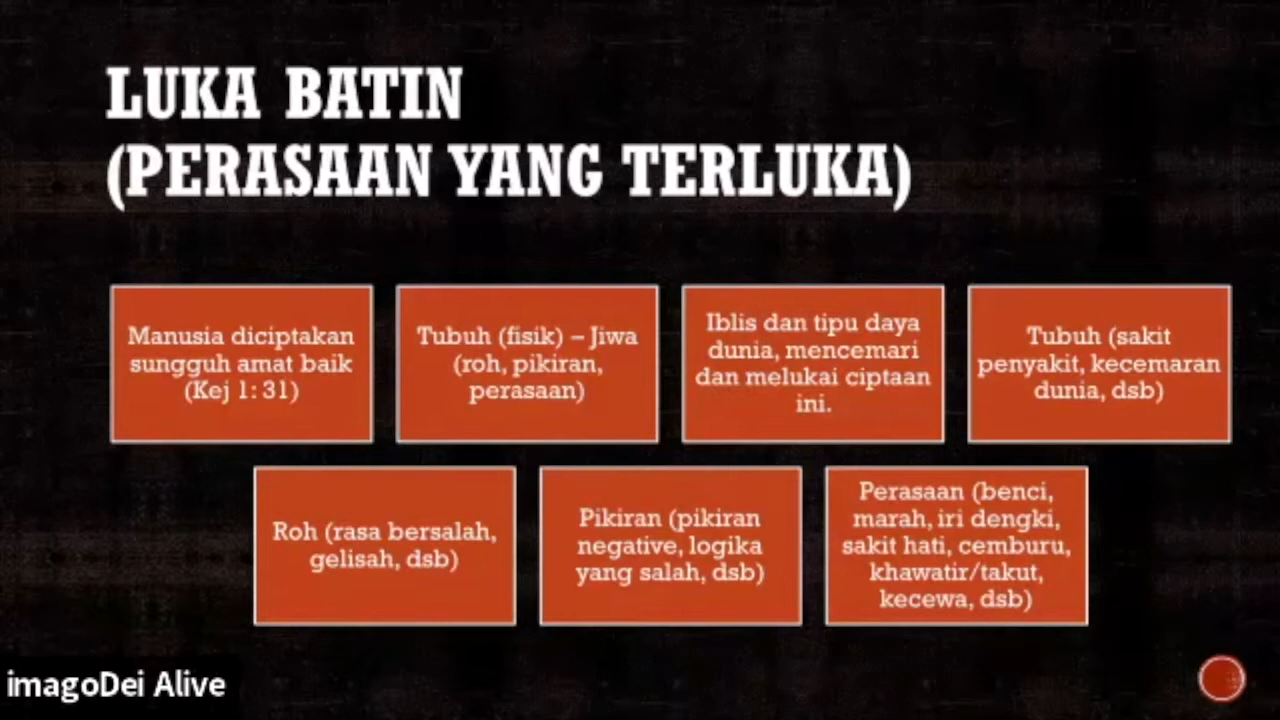 LUKA BATIN
(PERASAAN YANG TERLUKA)
Manusia diciptakan
sungguh amat baik
(Kej 1: 31)
Tubuh (fisik) – Jiwa
(roh, pikiran,
perasaan)
Iblis dan tipu daya
dunia, mencemari
dan melukai ciptaan
ini.
Tubuh (sakit
penyakit, kecemaran
dunia, dsb)
Roh (rasa bersalah,
gelisah, dsb)
Pikiran (pikiran
negative, logika
yang salah, dsb)
Perasaan (benci,
marah, iri dengki,
sakit hati, cemburu,
khawatir/takut,
kecewa, dsb)
imagoDei Alive